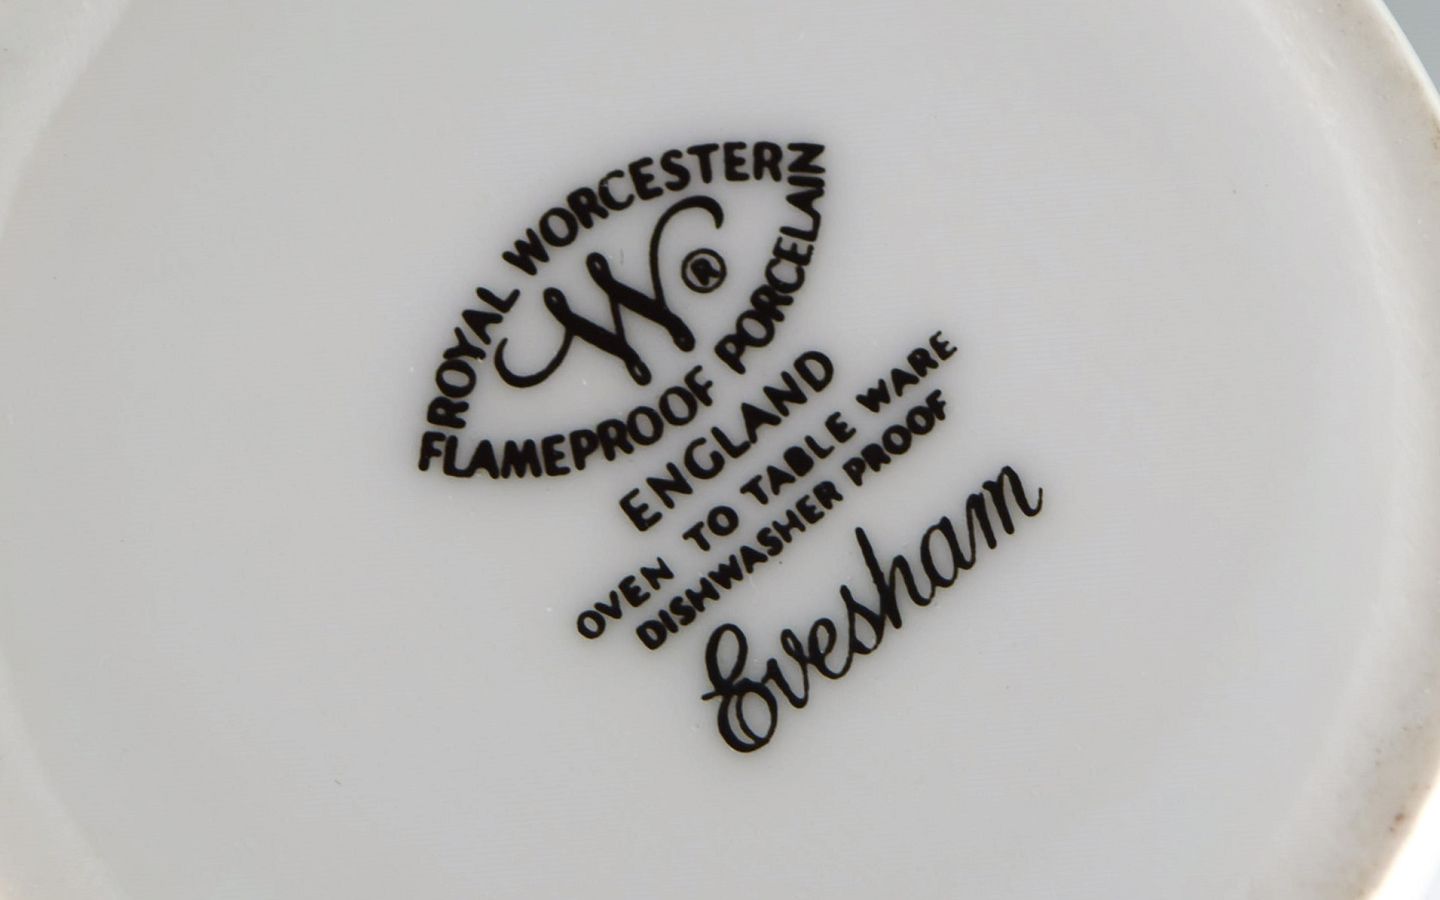 ROYAL WORCESTER
W ®
FLAMEPROOF PORCELAIN
ENGLAND
OVEN TO TABLE WARE
DISHWASHER PROOF
Evesham